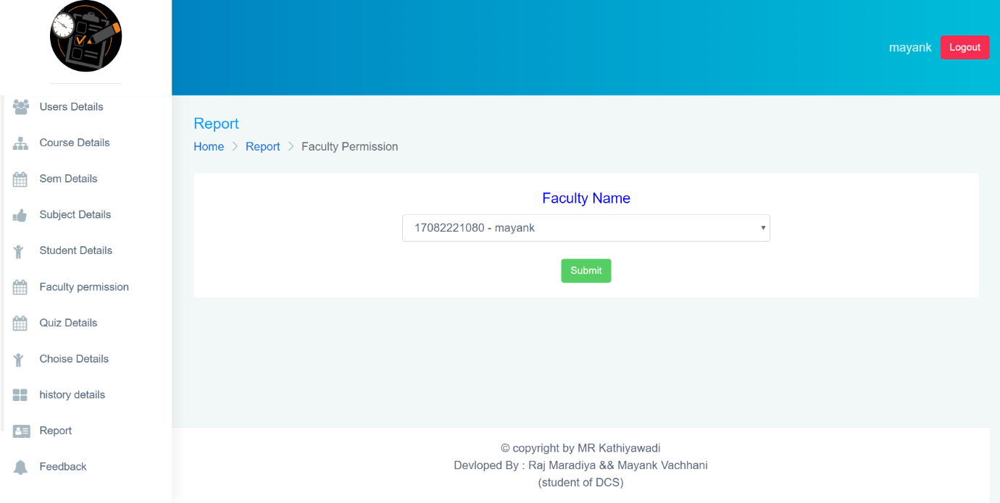 mayank Logout
Users Details
Course Details
Sem Details
Subject Details
Student Details
Faculty permission
Quiz Details
Choise Details
history details
Report
Feedback
Report
Home > Report > Faculty Permission
Faculty Name
17082221080 - mayank
Submit
© copyright by MR Kathiyawadi
Devloped By : Raj Maradiya && Mayank Vachhani
(student of DCS)